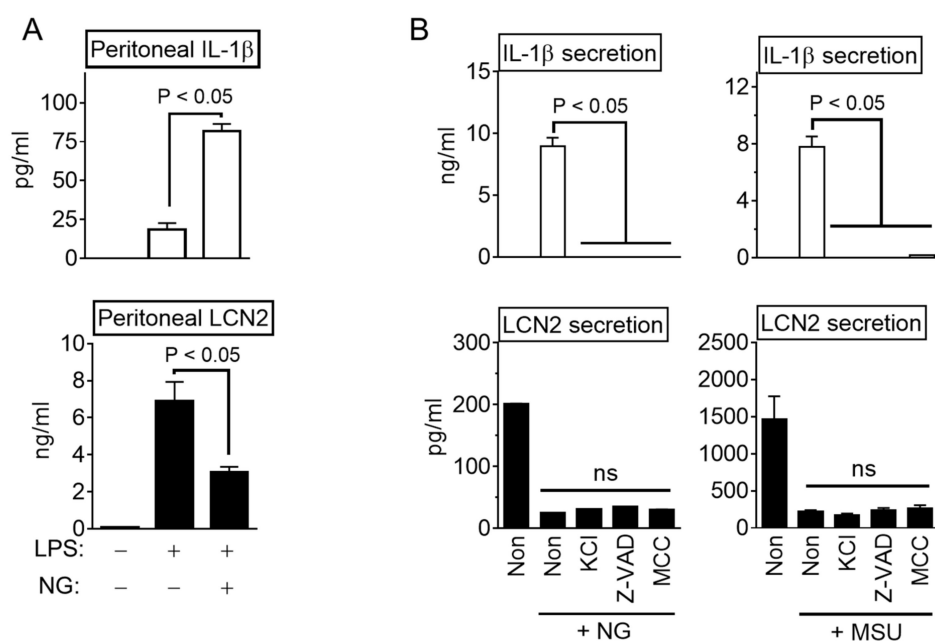 A
Peritoneal IL-1β
100
75
50
25
0
pg/ml
P < 0.05
Peritoneal LCN2
10
8
6
4
2
0
ng/ml
P < 0.05
LPS: – + +
NG: – – +
B
IL-1β secretion
15
10
5
0
ng/ml
P < 0.05
IL-1β secretion
12
8
4
0
P < 0.05
LCN2 secretion
300
200
100
0
pg/ml
ns
Non Non KCl Z-VAD MCC
+ NG
LCN2 secretion
2500
2000
1500
1000
500
0
ns
Non Non KCl Z-VAD MCC
+ MSU